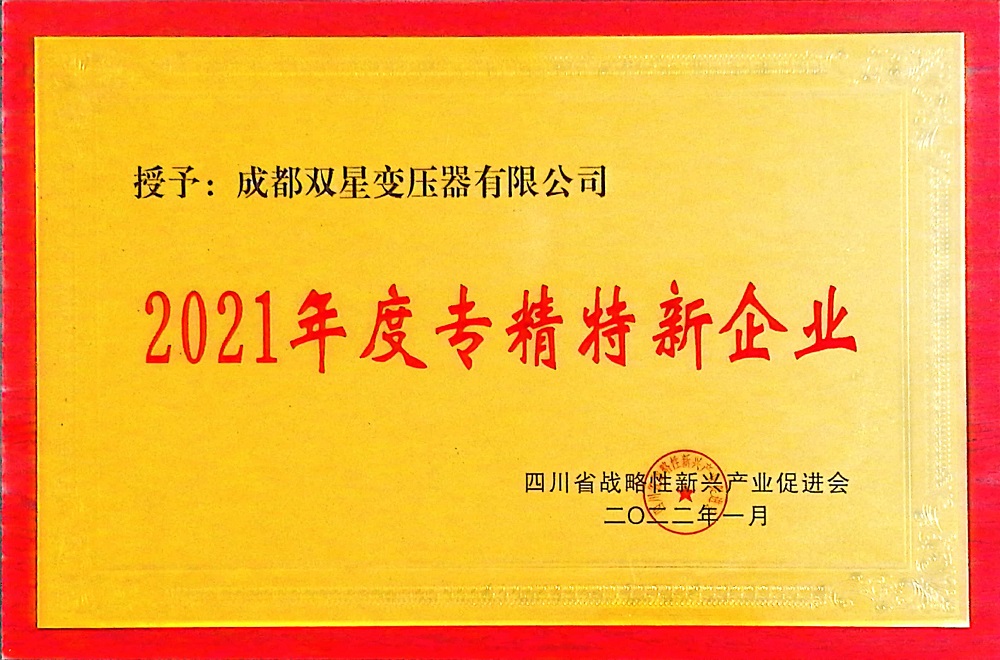 授予：成都双星变压器有限公司
2021年度专精特新企业
四川省战略性新兴产业促进会
二〇二二年一月